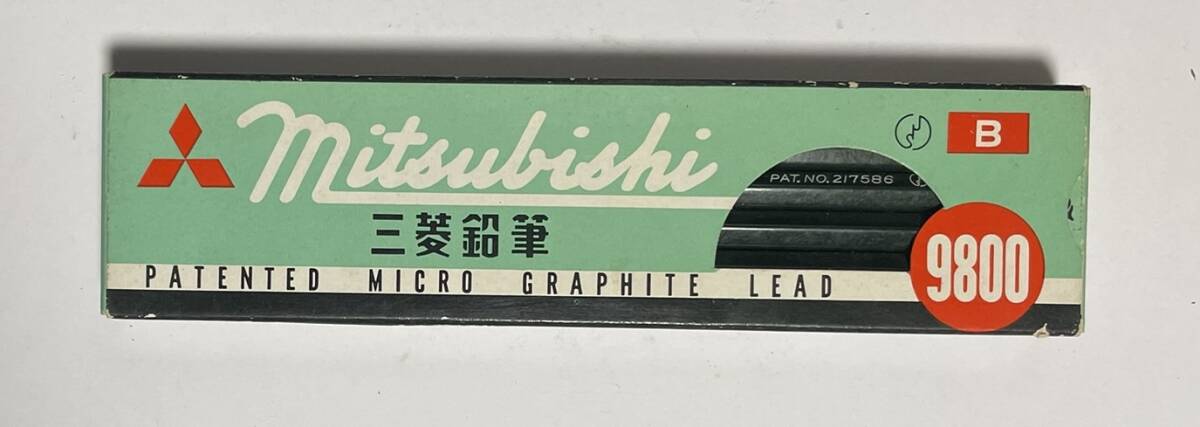 mitsubishi
B
PAT. NO. 217586
三菱鉛筆
9800
PATENTED MICRO GRAPHITE LEAD